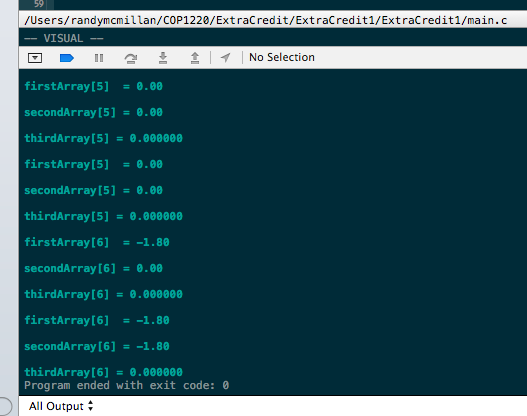 59
/Users/randymcmillan/COP1220/ExtraCredit/ExtraCredit1/ExtraCredit1/main.c
-- VISUAL --
No Selection
firstArray[5]  = 0.00
secondArray[5] = 0.00
thirdArray[5] = 0.000000
firstArray[5]  = 0.00
secondArray[5] = 0.00
thirdArray[5] = 0.000000
firstArray[6]  = -1.80
secondArray[6] = 0.00
thirdArray[6] = 0.000000
firstArray[6]  = -1.80
secondArray[6] = -1.80
thirdArray[6] = 0.000000
Program ended with exit code: 0
All Output